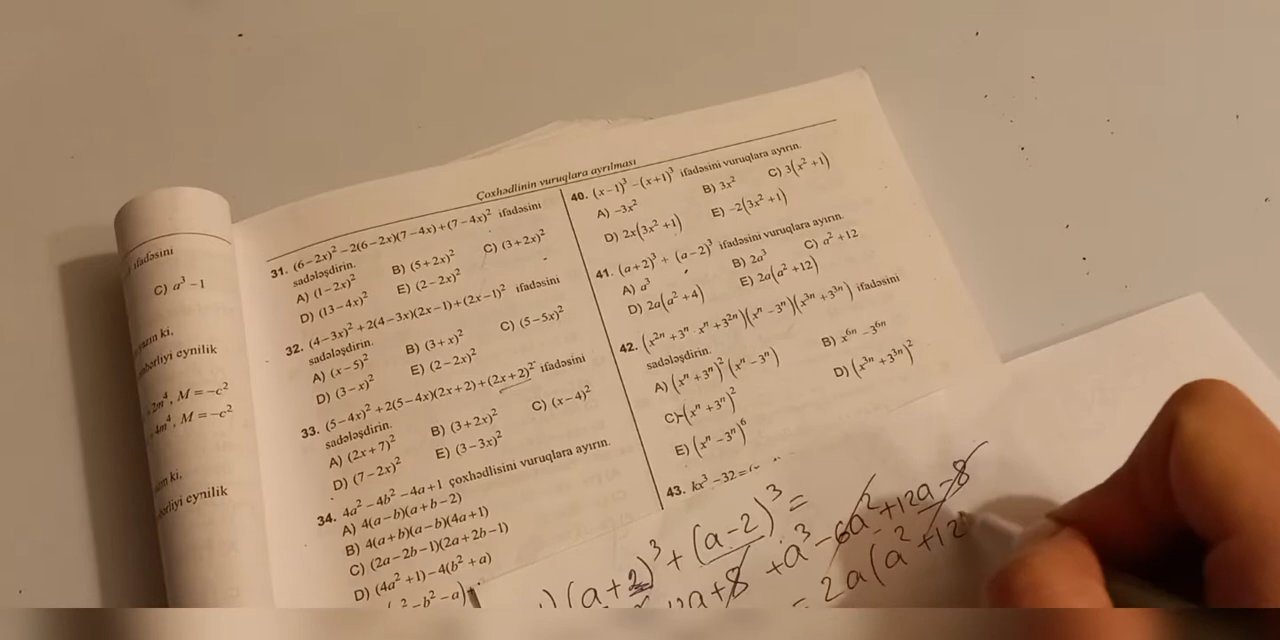 ifadəsini
C) a³ − 1
ki,
eynilik
2m⁴, M = −c²
4m⁴, M = −c²
ki,
eynilik
Çoxhədlinin vuruqlara ayrılması
31. (6−2x)² − 2(6−2x)(7−4x) + (7−4x)² ifadəsini
sadələşdirin.
A) (1−2x)² B) (5+2x)² C) (3+2x)²
D) (13−4x)² E) (2−2x)²
32. (4−3x)² + 2(4−3x)(2x−1) + (2x−1)² ifadəsini
sadələşdirin.
A) (x−5)² B) (3+x)² C) (5−5x)²
D) (3−x)² E) (2−2x)²
33. (5−4x)² + 2(5−4x)(2x+2) + (2x+2)² ifadəsini
sadələşdirin.
A) (2x+7)² B) (3+2x)² C) (x−4)²
D) (7−2x)² E) (3−3x)²
34. 4a² − 4b² − 4a + 1 çoxhədlisini vuruqlara ayırın.
A) 4(a−b)(a+b−2)
B) 4(a+b)(a−b)(4a+1)
C) (2a−2b−1)(2a+2b−1)
D) (4a²+1)−4(b²+a)
²−b²−a)
40. (x−1)³ − (x+1)³ ifadəsini vuruqlara ayırın.
A) −3x² B) 3x² C) 3(x²+1)
D) 2x(3x²+1) E) −2(3x²+1)
41. (a+2)³ + (a−2)³ ifadəsini vuruqlara ayırın.
A) a³ B) 2a³ C) a²+12
D) 2a(a²+4) E) 2a(a²+12)
42. (x²ⁿ + 3ⁿ · xⁿ + 3²ⁿ)(xⁿ − 3ⁿ)(x³ⁿ + 3³ⁿ) ifadəsini
sadələşdirin.
A) (xⁿ+3ⁿ)²(xⁿ−3ⁿ) B) x⁶ⁿ − 3⁶ⁿ
C) (xⁿ+3ⁿ)² D) (x³ⁿ+3³ⁿ)²
E) (xⁿ−3ⁿ)⁶
43. kx³ − 32 =
) (a+2)³ + (a−2)³ =
a+8 + a³ − 6a² + 12a − 8
= 2a(a² + 12